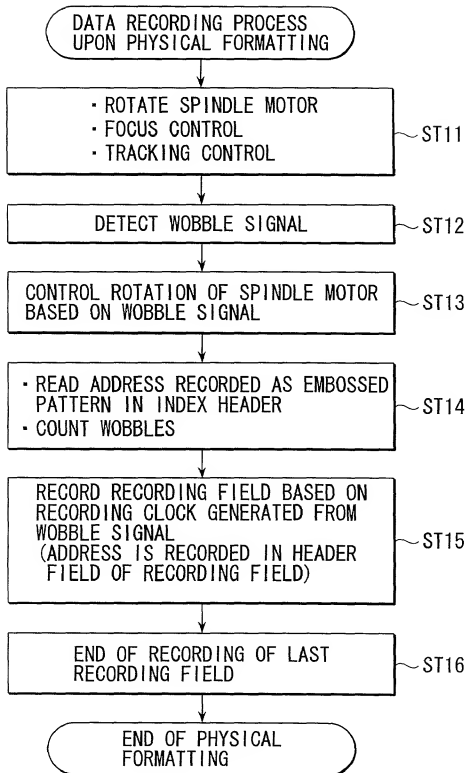 DATA RECORDING PROCESS
UPON PHYSICAL FORMATTING
・ROTATE SPINDLE MOTOR
・FOCUS CONTROL
・TRACKING CONTROL
ST11
DETECT WOBBLE SIGNAL
ST12
CONTROL ROTATION OF SPINDLE MOTOR
BASED ON WOBBLE SIGNAL
ST13
・READ ADDRESS RECORDED AS EMBOSSED
PATTERN IN INDEX HEADER
・COUNT WOBBLES
ST14
RECORD RECORDING FIELD BASED ON
RECORDING CLOCK GENERATED FROM
WOBBLE SIGNAL
(ADDRESS IS RECORDED IN HEADER
FIELD OF RECORDING FIELD)
ST15
END OF RECORDING OF LAST
RECORDING FIELD
ST16
END OF PHYSICAL
FORMATTING